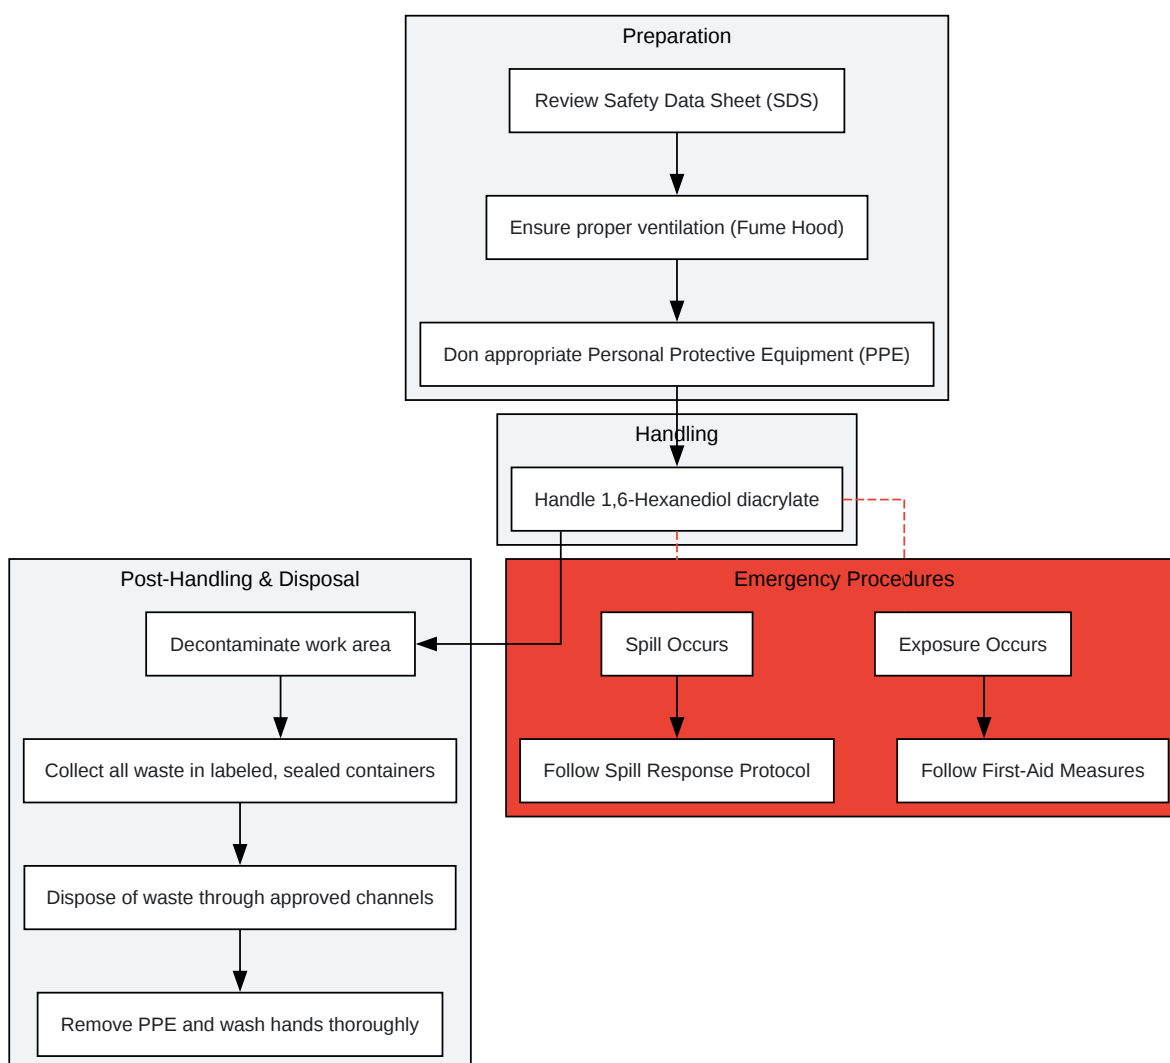 Preparation
Review Safety Data Sheet (SDS)
Ensure proper ventilation (Fume Hood)
Don appropriate Personal Protective Equipment (PPE)
Handling
Handle 1,6-Hexanediol diacrylate
Post-Handling & Disposal
Decontaminate work area
Collect all waste in labeled, sealed containers
Dispose of waste through approved channels
Remove PPE and wash hands thoroughly
Emergency Procedures
Spill Occurs
Follow Spill Response Protocol
Exposure Occurs
Follow First-Aid Measures